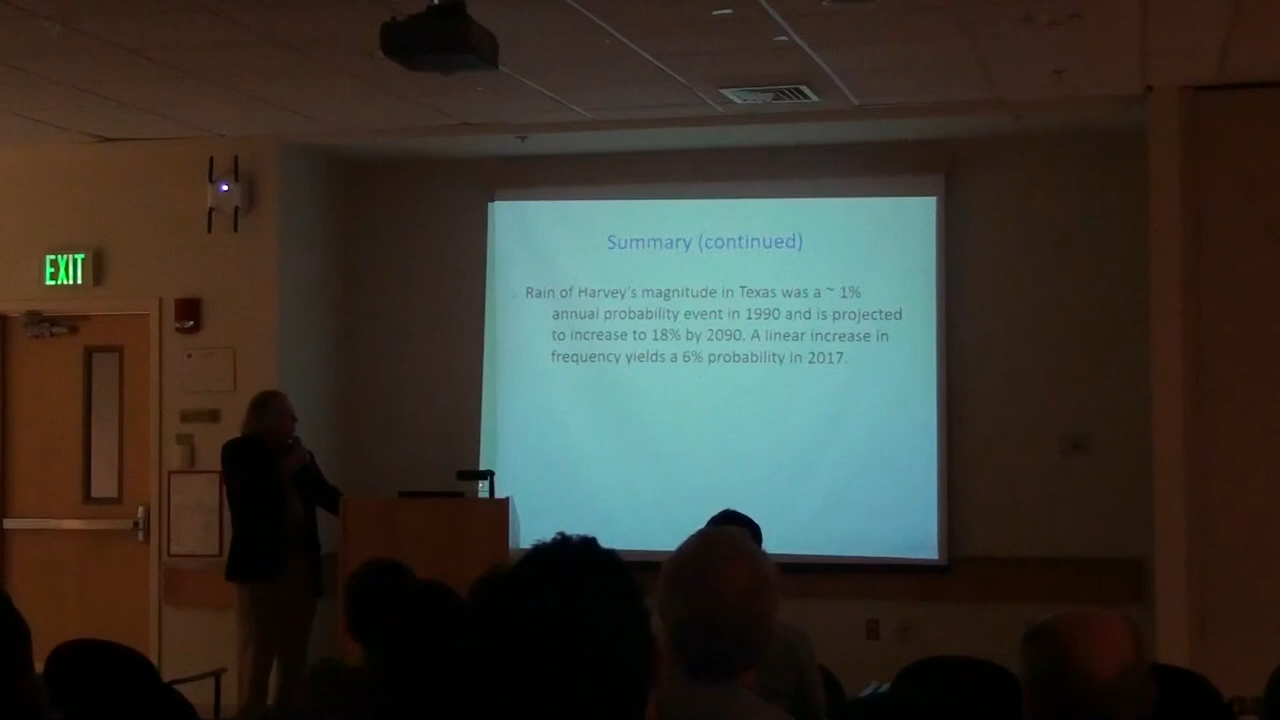 EXIT
Summary (continued)
Rain of Harvey's magnitude in Texas was a ~ 1%
annual probability event in 1990 and is projected
to increase to 18% by 2090. A linear increase in
frequency yields a 6% probability in 2017.